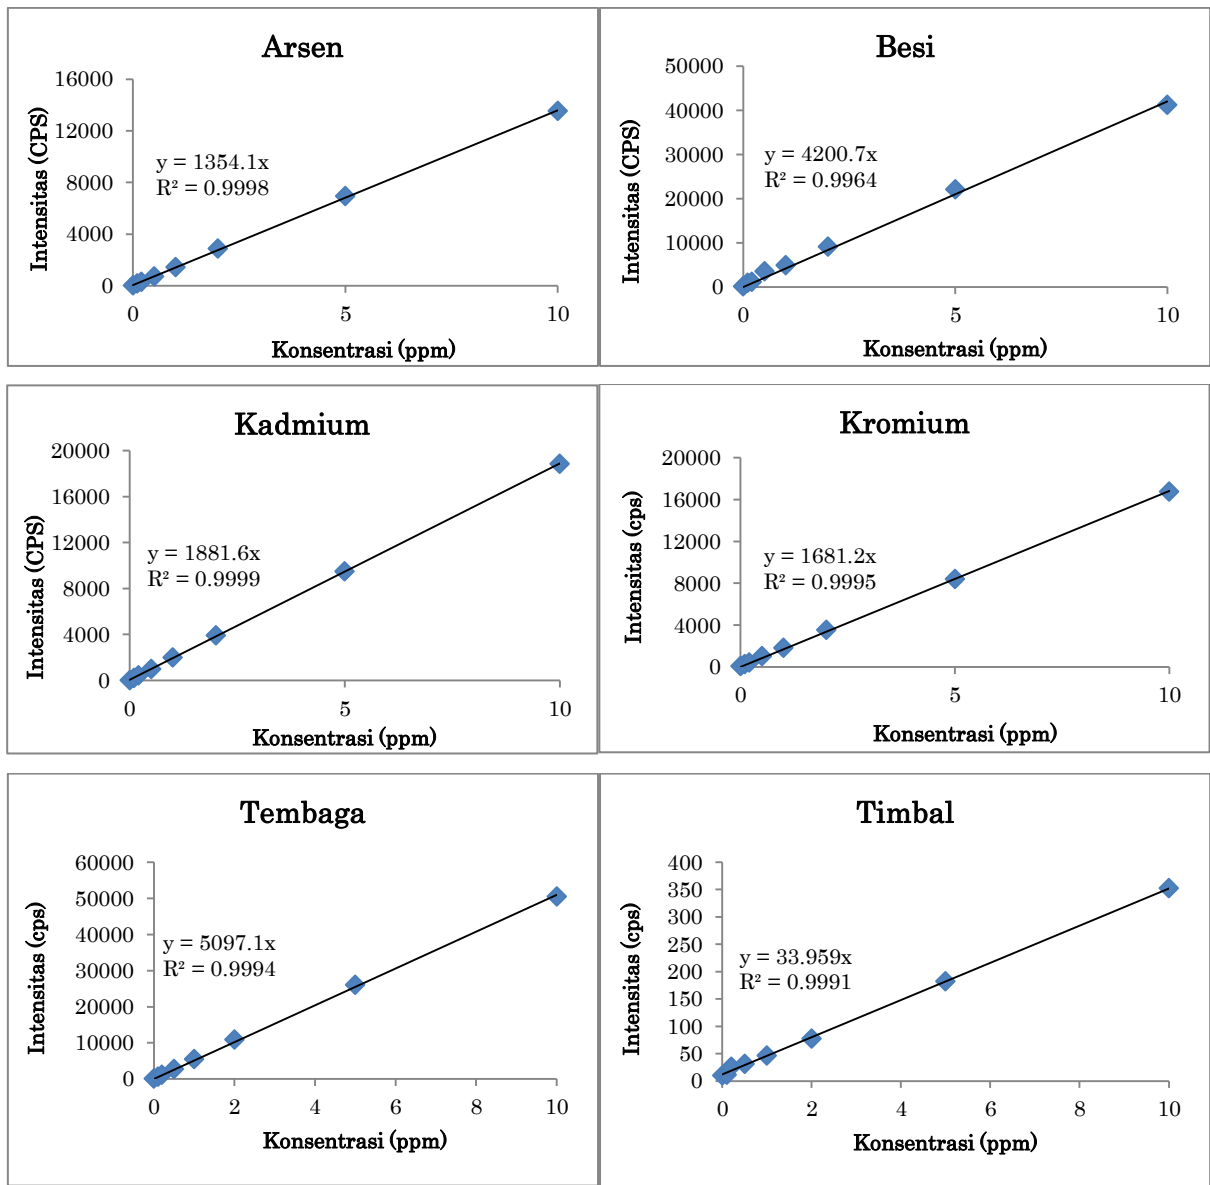 Arsen
16000
12000
8000
4000
0
Intensitas (CPS)
y = 1354.1x
R² = 0.9998
0 5 10
Konsentrasi (ppm)
Besi
50000
40000
30000
20000
10000
0
Intensitas (CPS)
y = 4200.7x
R² = 0.9964
0 5 10
Konsentrasi (ppm)
Kadmium
20000
16000
12000
8000
4000
0
Intensitas (CPS)
y = 1881.6x
R² = 0.9999
0 5 10
Konsentrasi (ppm)
Kromium
20000
16000
12000
8000
4000
0
Intensitas (cps)
y = 1681.2x
R² = 0.9995
0 5 10
Konsentrasi (ppm)
Tembaga
60000
50000
40000
30000
20000
10000
0
Intensitas (cps)
y = 5097.1x
R² = 0.9994
0 2 4 6 8 10
Konsentrasi (ppm)
Timbal
400
350
300
250
200
150
100
50
0
Intensitas (cps)
y = 33.959x
R² = 0.9991
0 2 4 6 8 10
Konsentrasi (ppm)